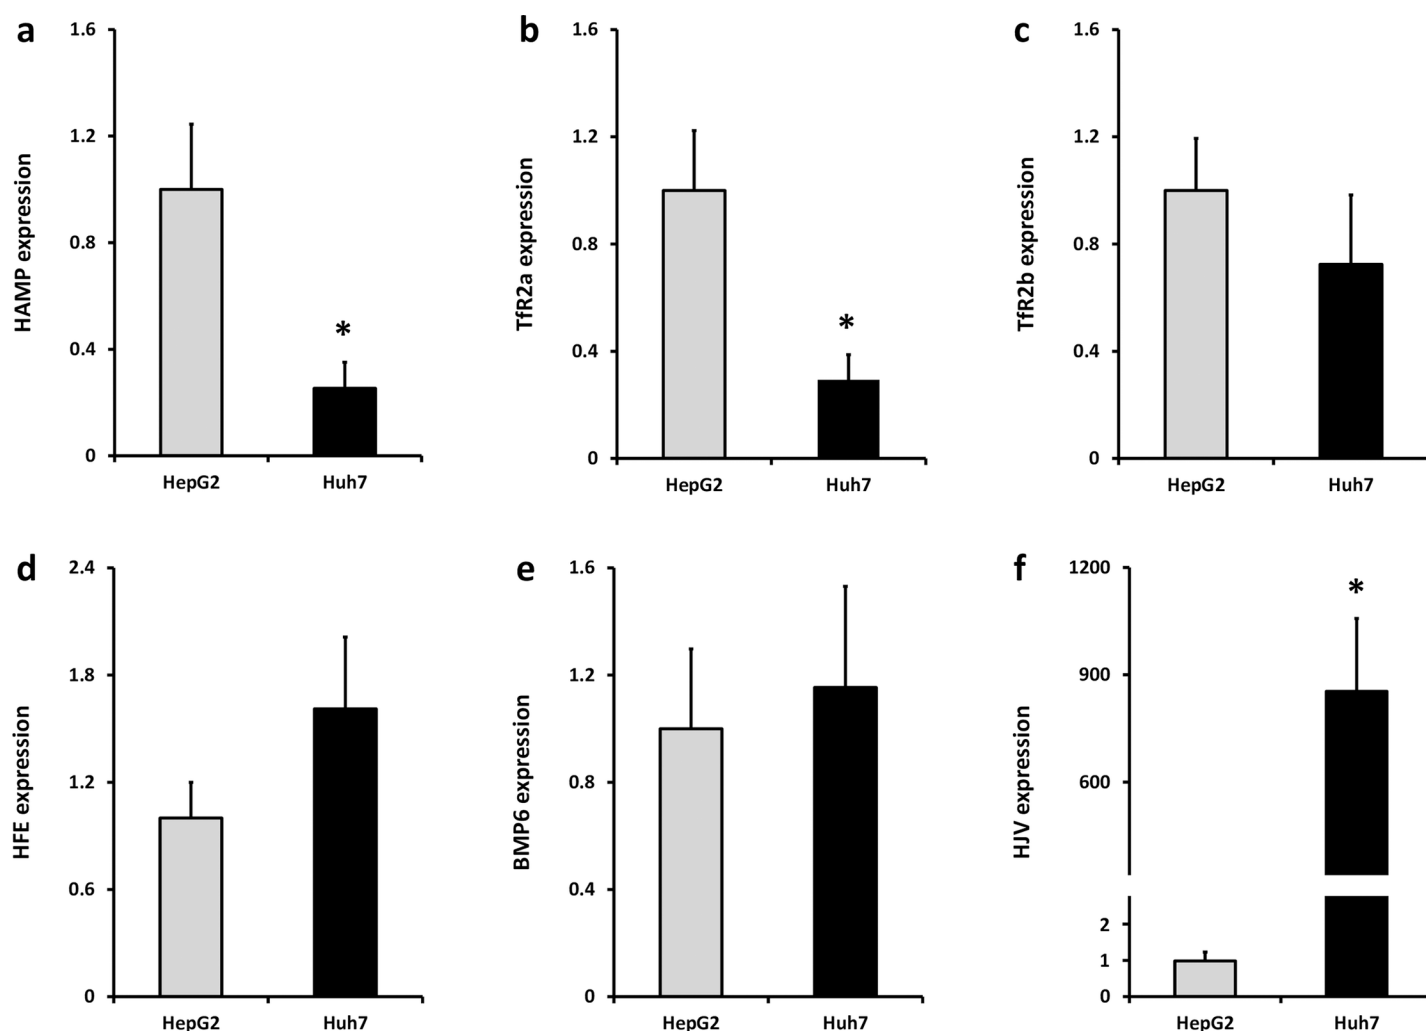 a
HAMP expression
1.6
1.2
0.8
0.4
0
*
HepG2 Huh7
b
TfR2a expression
1.6
1.2
0.8
0.4
0
*
HepG2 Huh7
c
TfR2b expression
1.6
1.2
0.8
0.4
0
HepG2 Huh7
d
HFE expression
2.4
1.8
1.2
0.6
0
HepG2 Huh7
e
BMP6 expression
1.6
1.2
0.8
0.4
0
HepG2 Huh7
f
HJV expression
1200
900
600
2
1
0
*
HepG2 Huh7